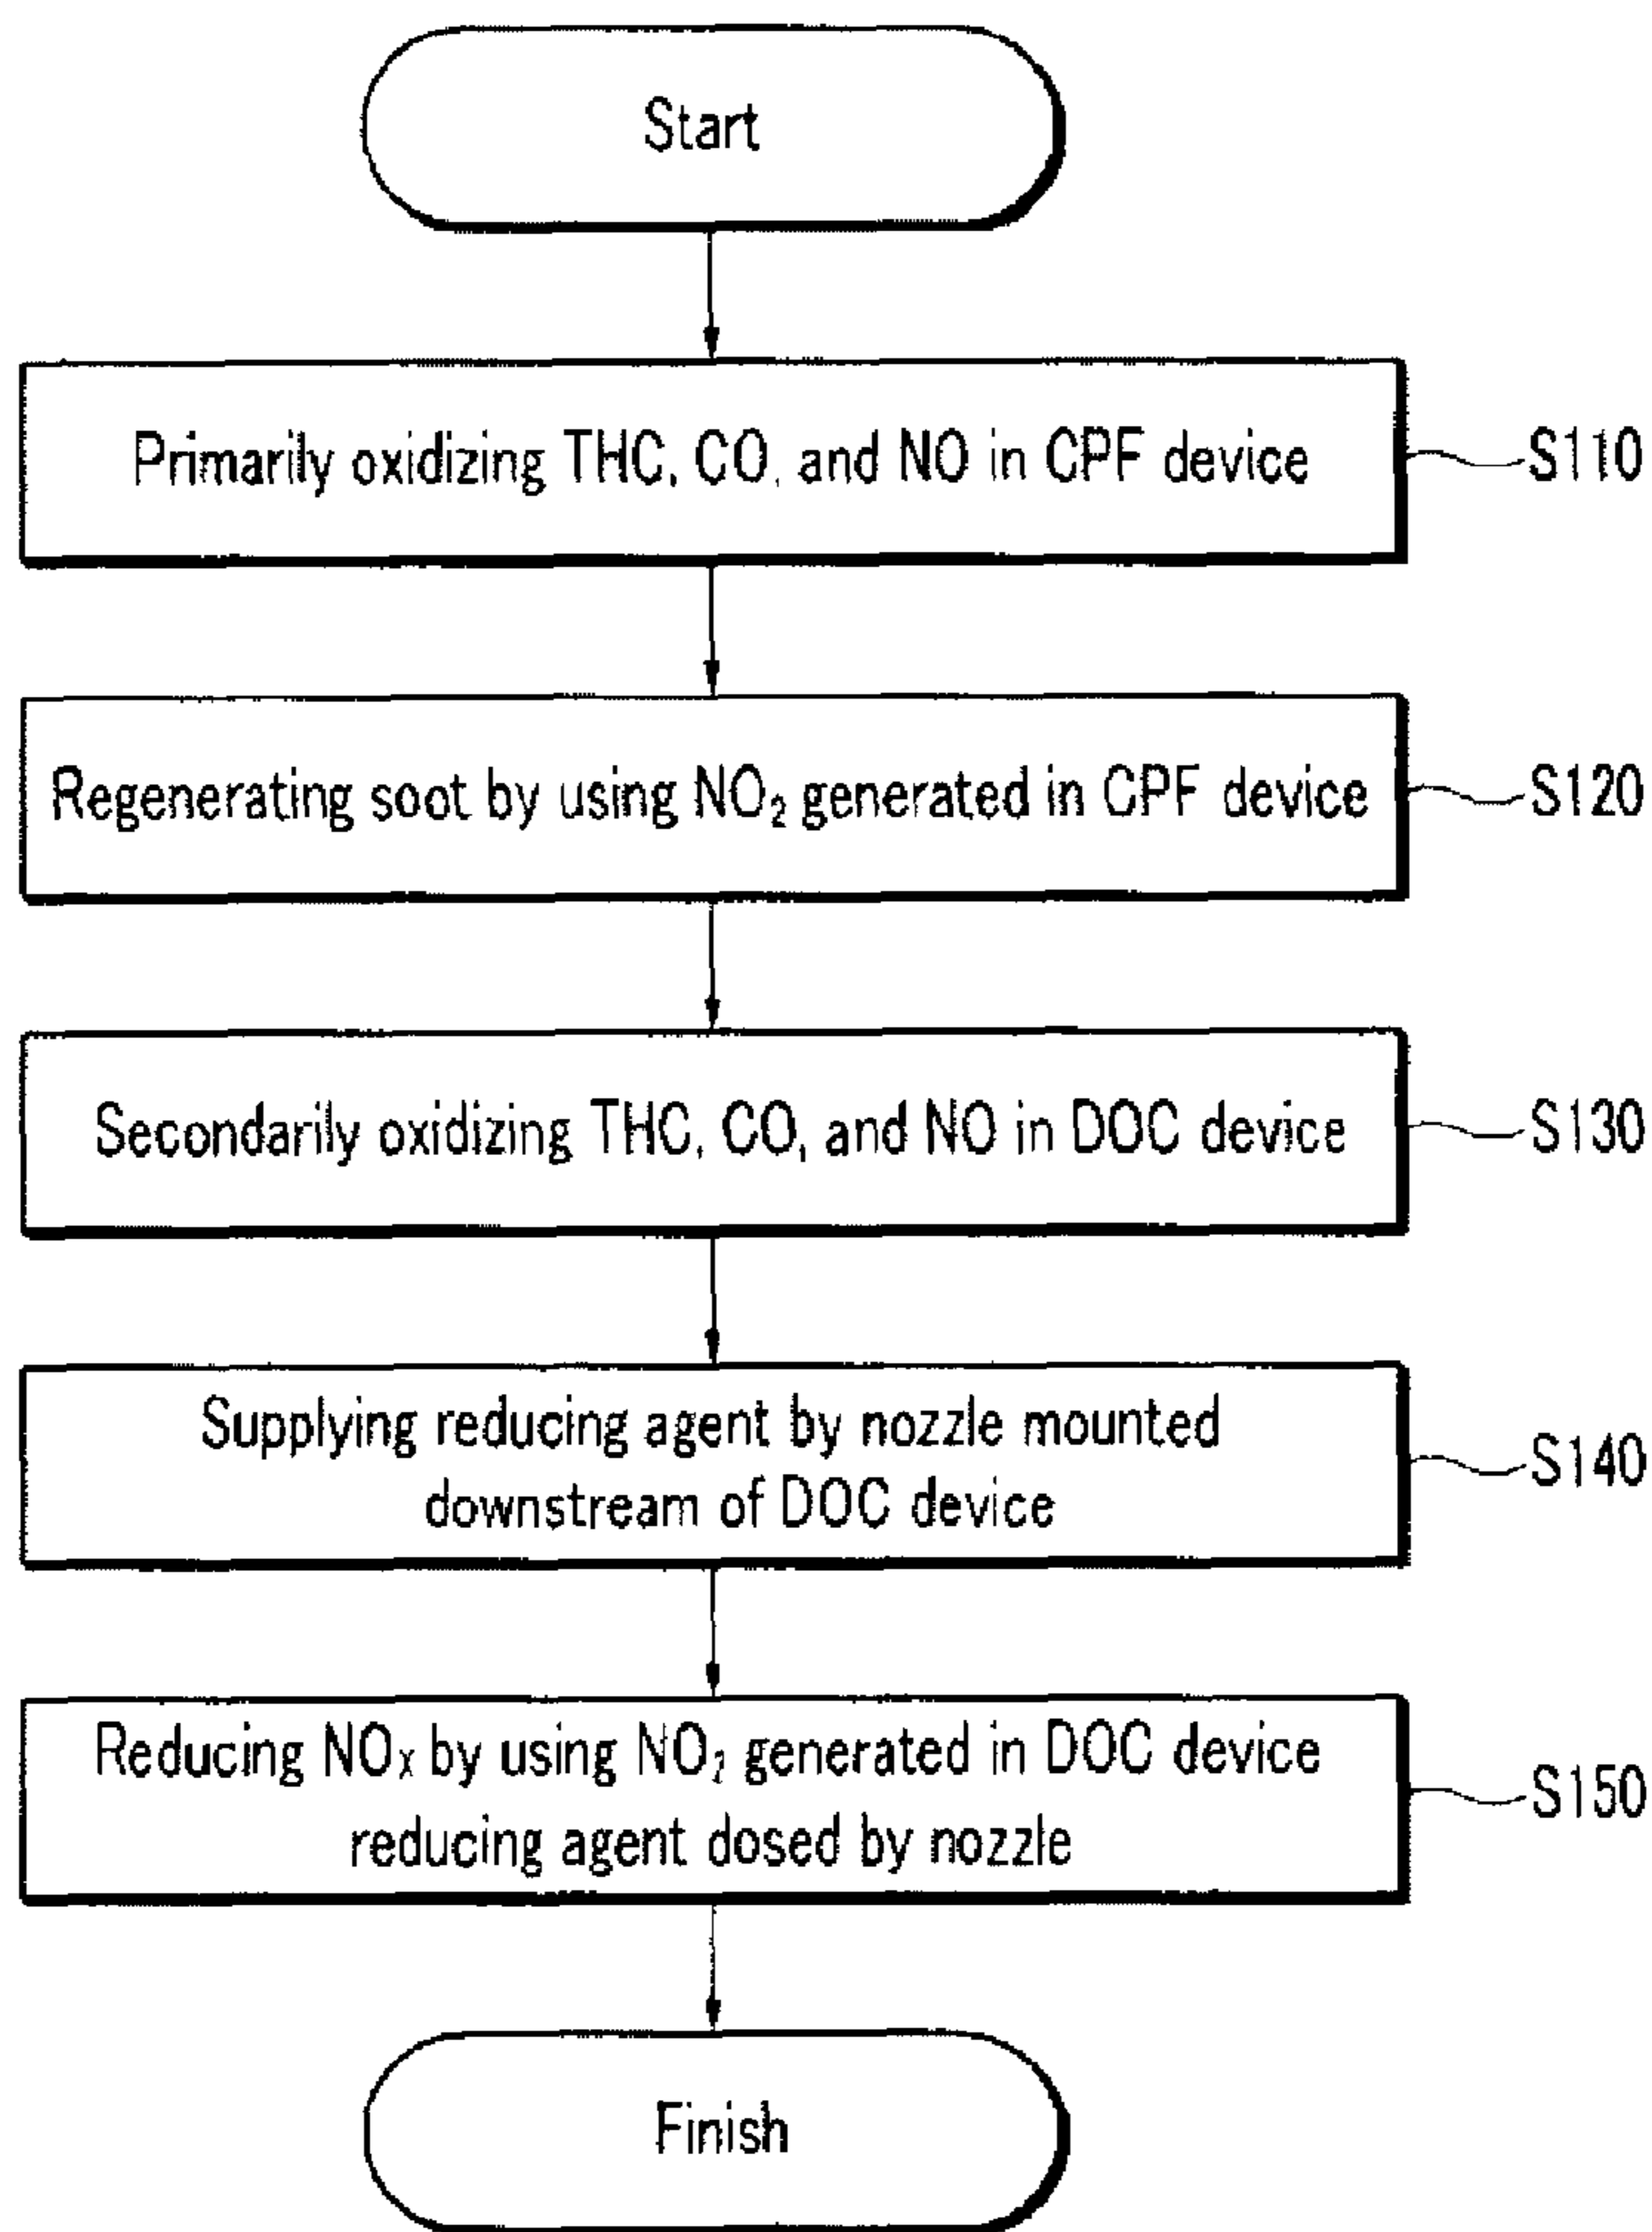 Start
Primarily oxidizing THC, CO, and NO in CPF device
S110
Regenerating soot by using NO₂ generated in CPF device
S120
Secondarily oxidizing THC, CO, and NO in DOC device
S130
Supplying reducing agent by nozzle mounted
downstream of DOC device
S140
Reducing NOₓ by using NO₂ generated in DOC device
reducing agent dosed by nozzle
S150
Finish